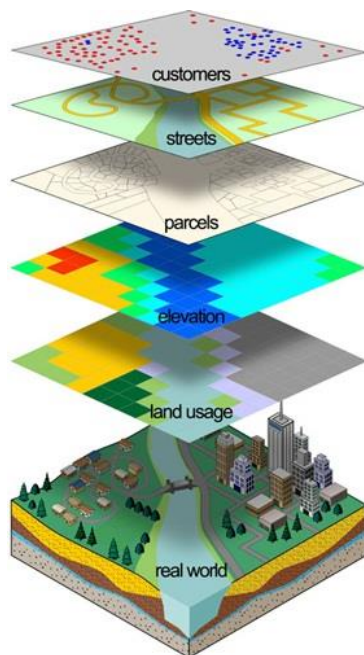 customers
streets
parcels
elevation
land usage
real world